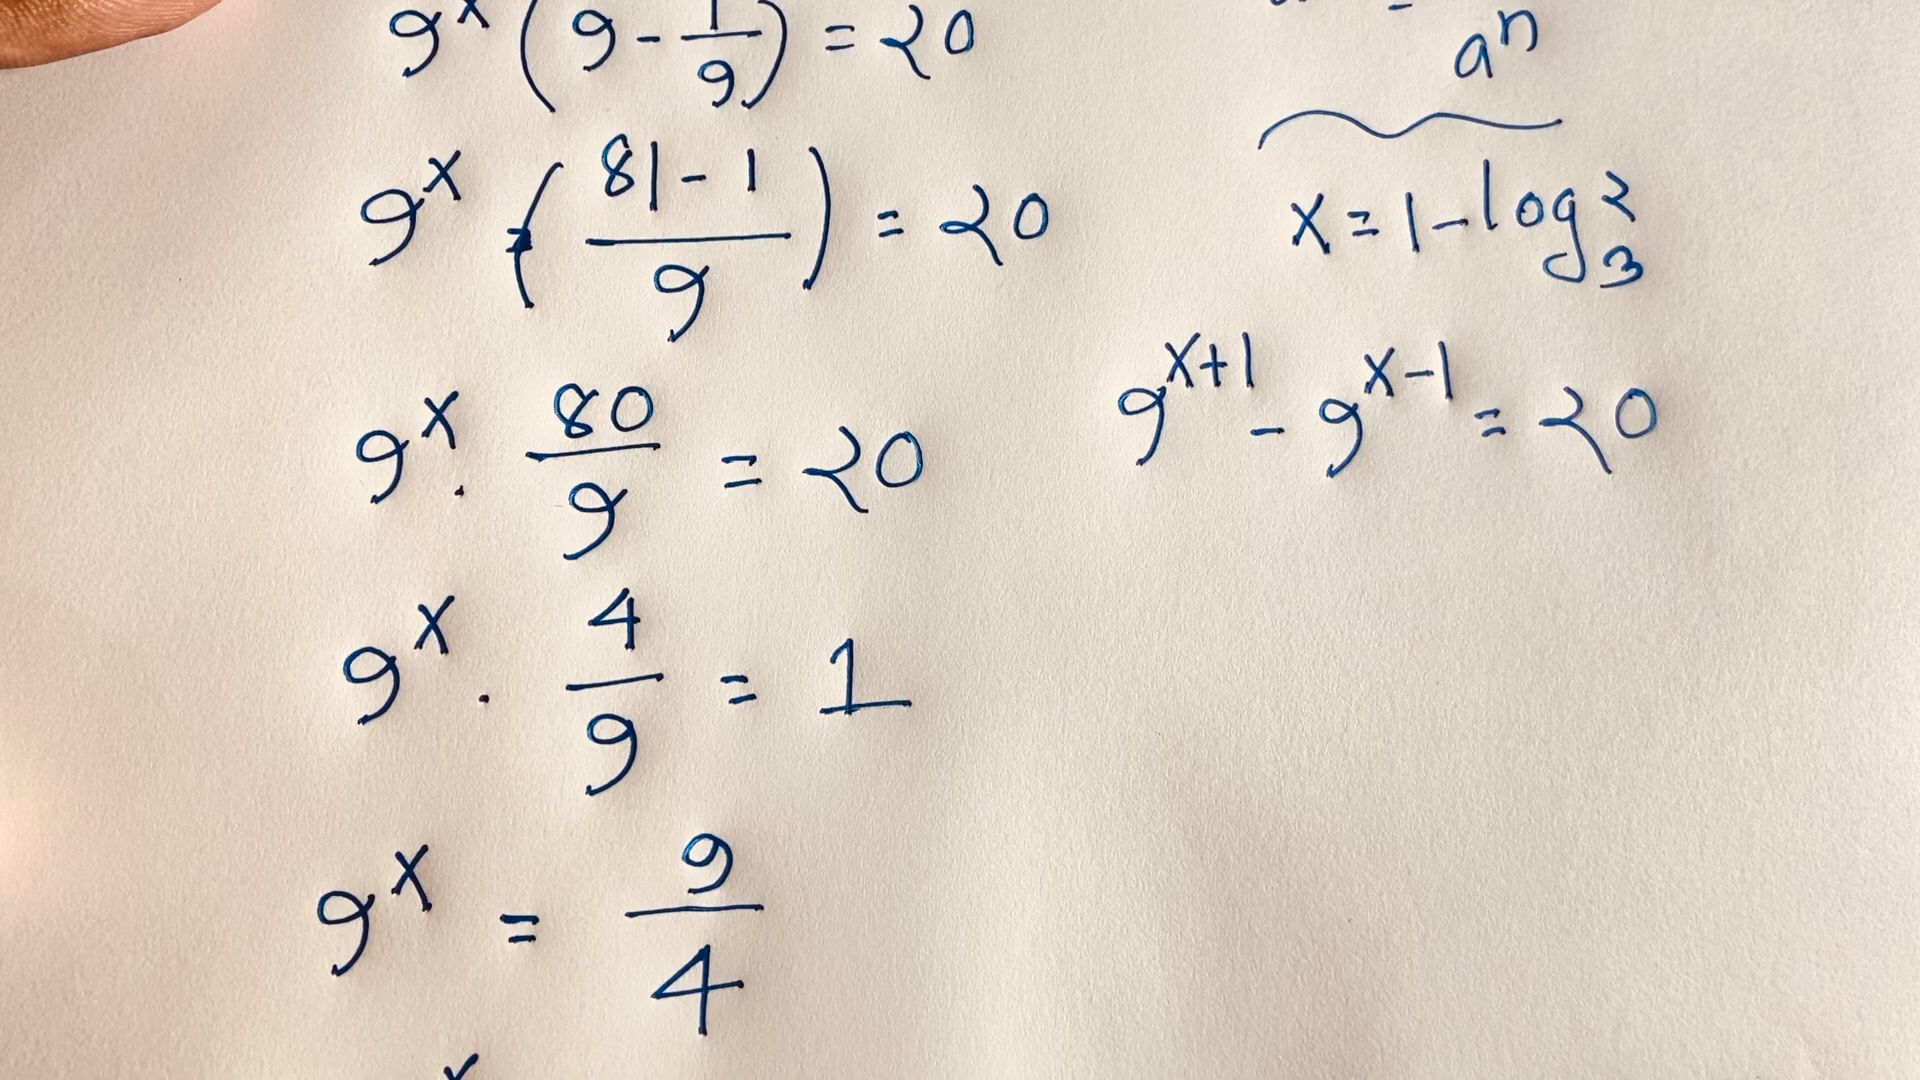 9^x (9 - 1/9) = 20
9^x (81 - 1 / 9) = 20
9^x . 80/9 = 20
9^x . 4/9 = 1
9^x = 9/4
x
a^n
x = 1 - log_3^2
9^{x+1} - 9^{x-1} = 20